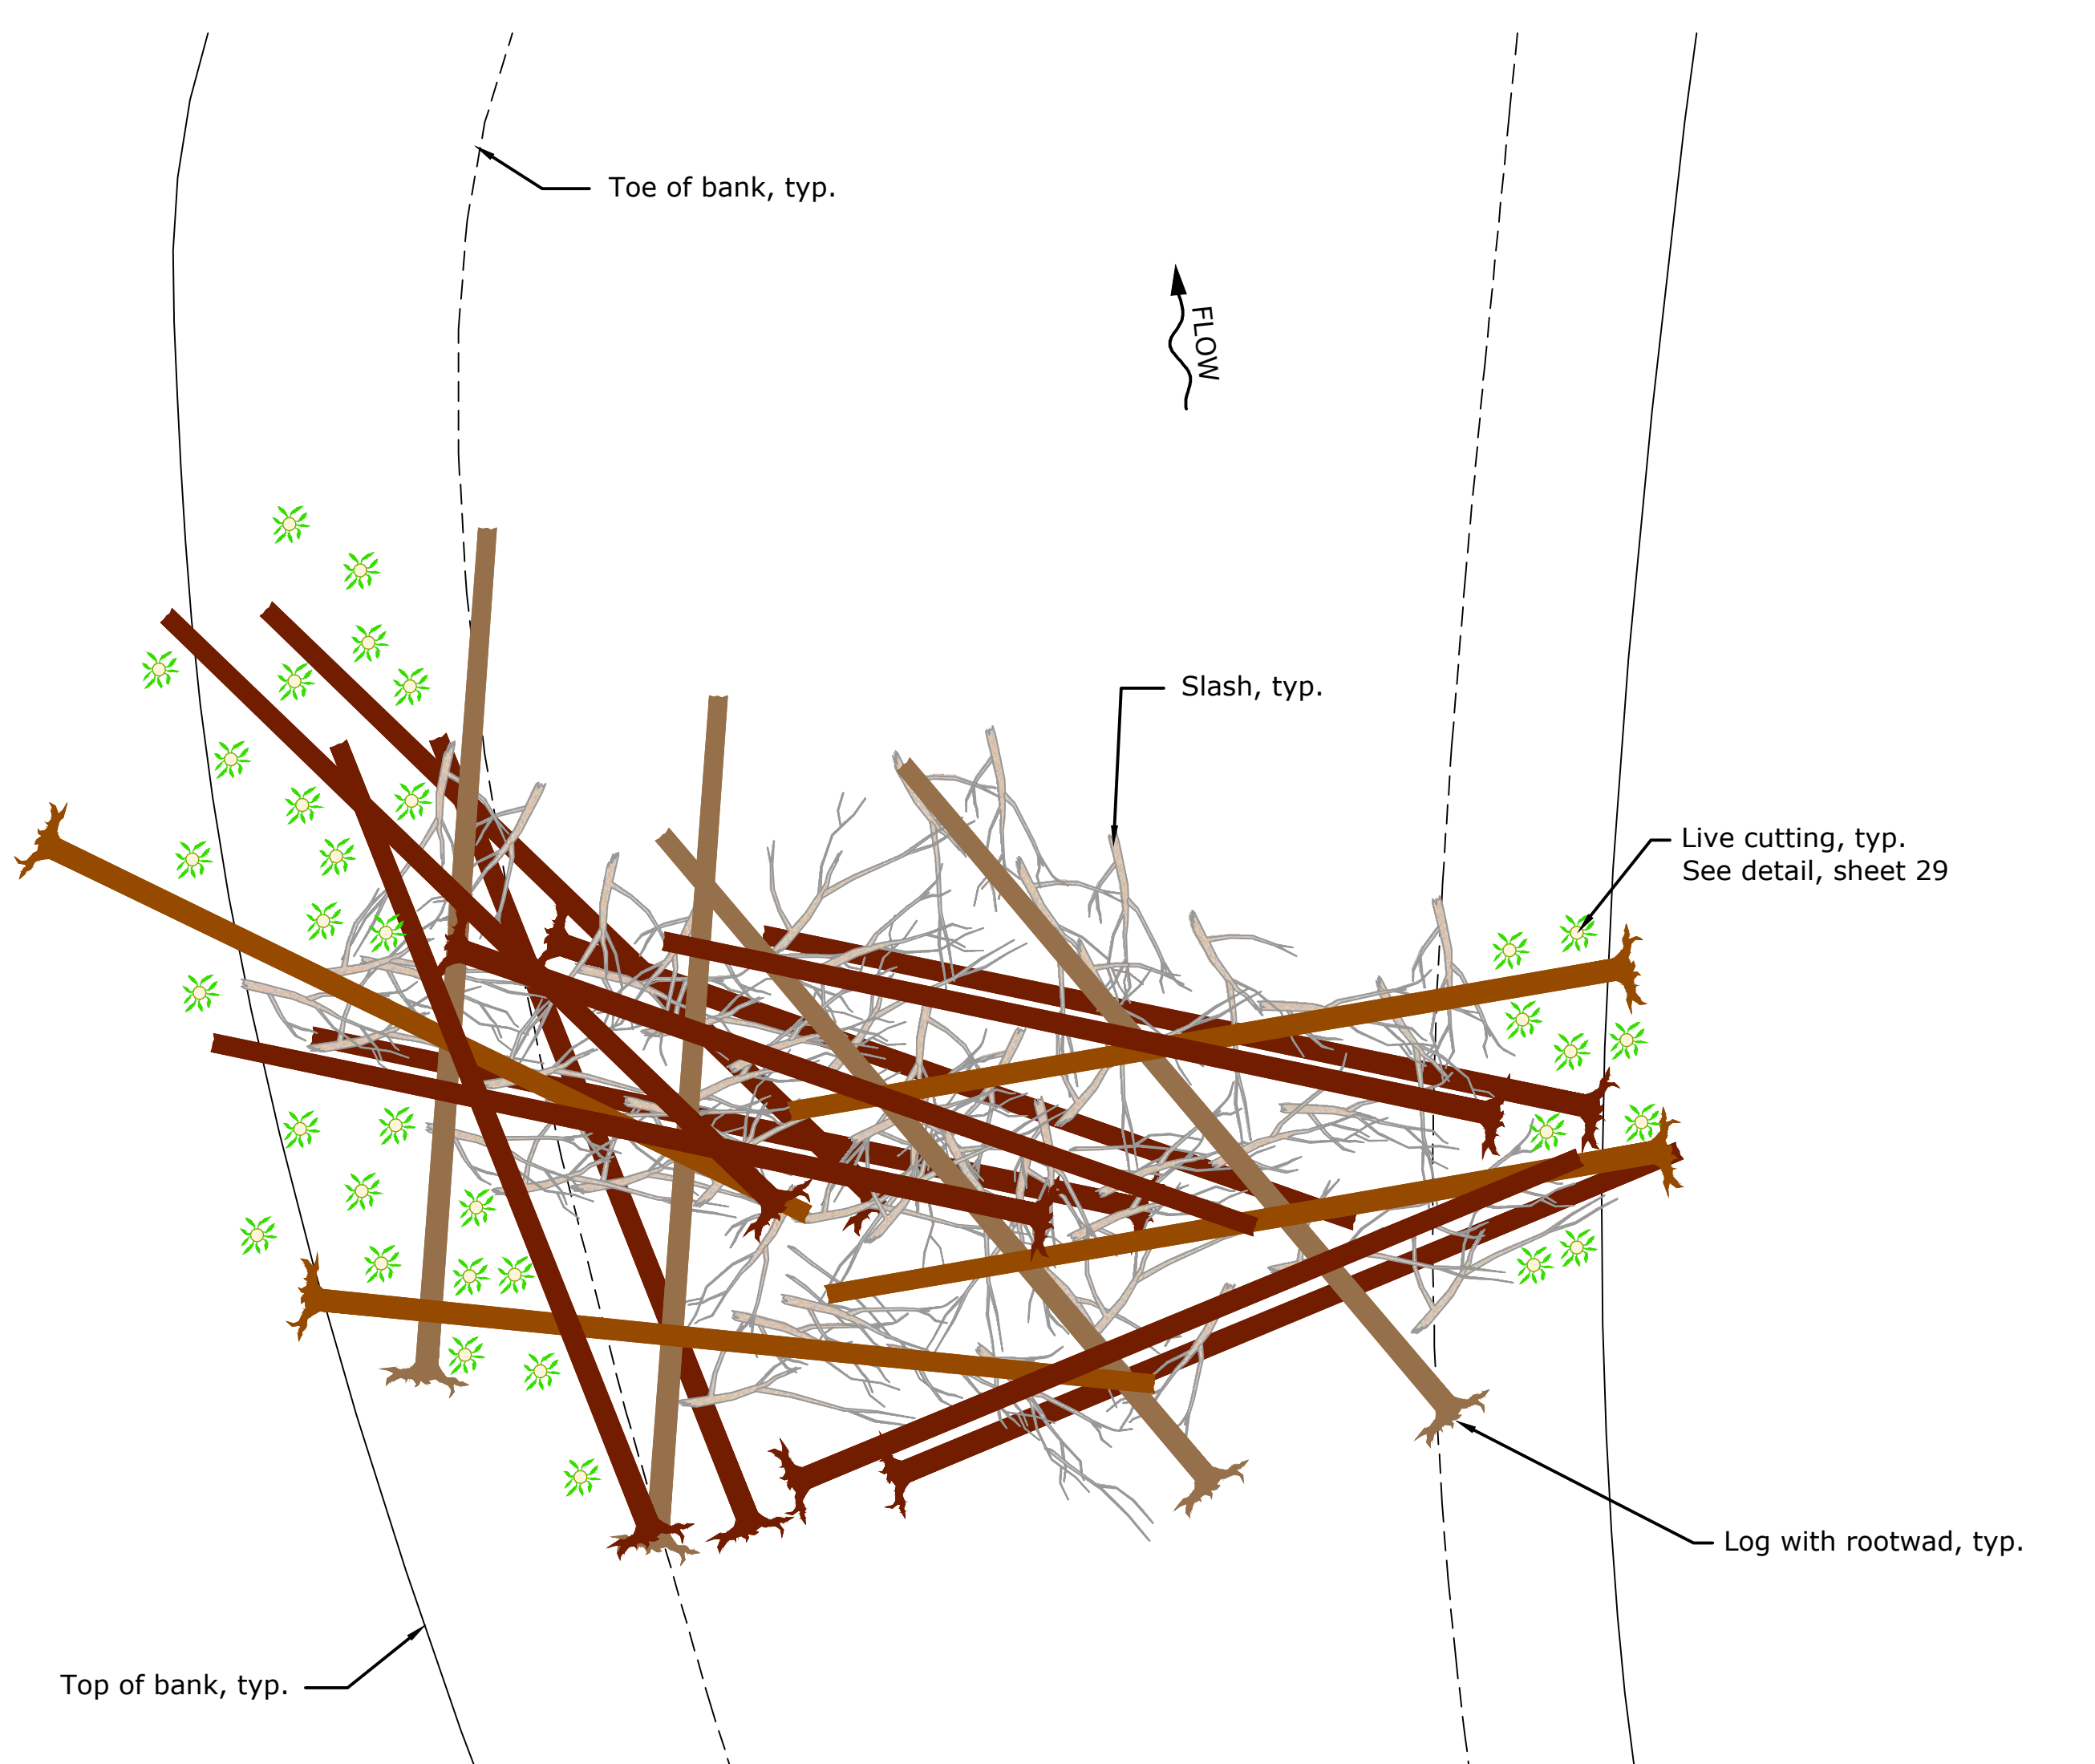 Toe of bank, typ.
FLOW
Slash, typ.
Live cutting, typ.
See detail, sheet 29
Log with rootwad, typ.
Top of bank, typ.